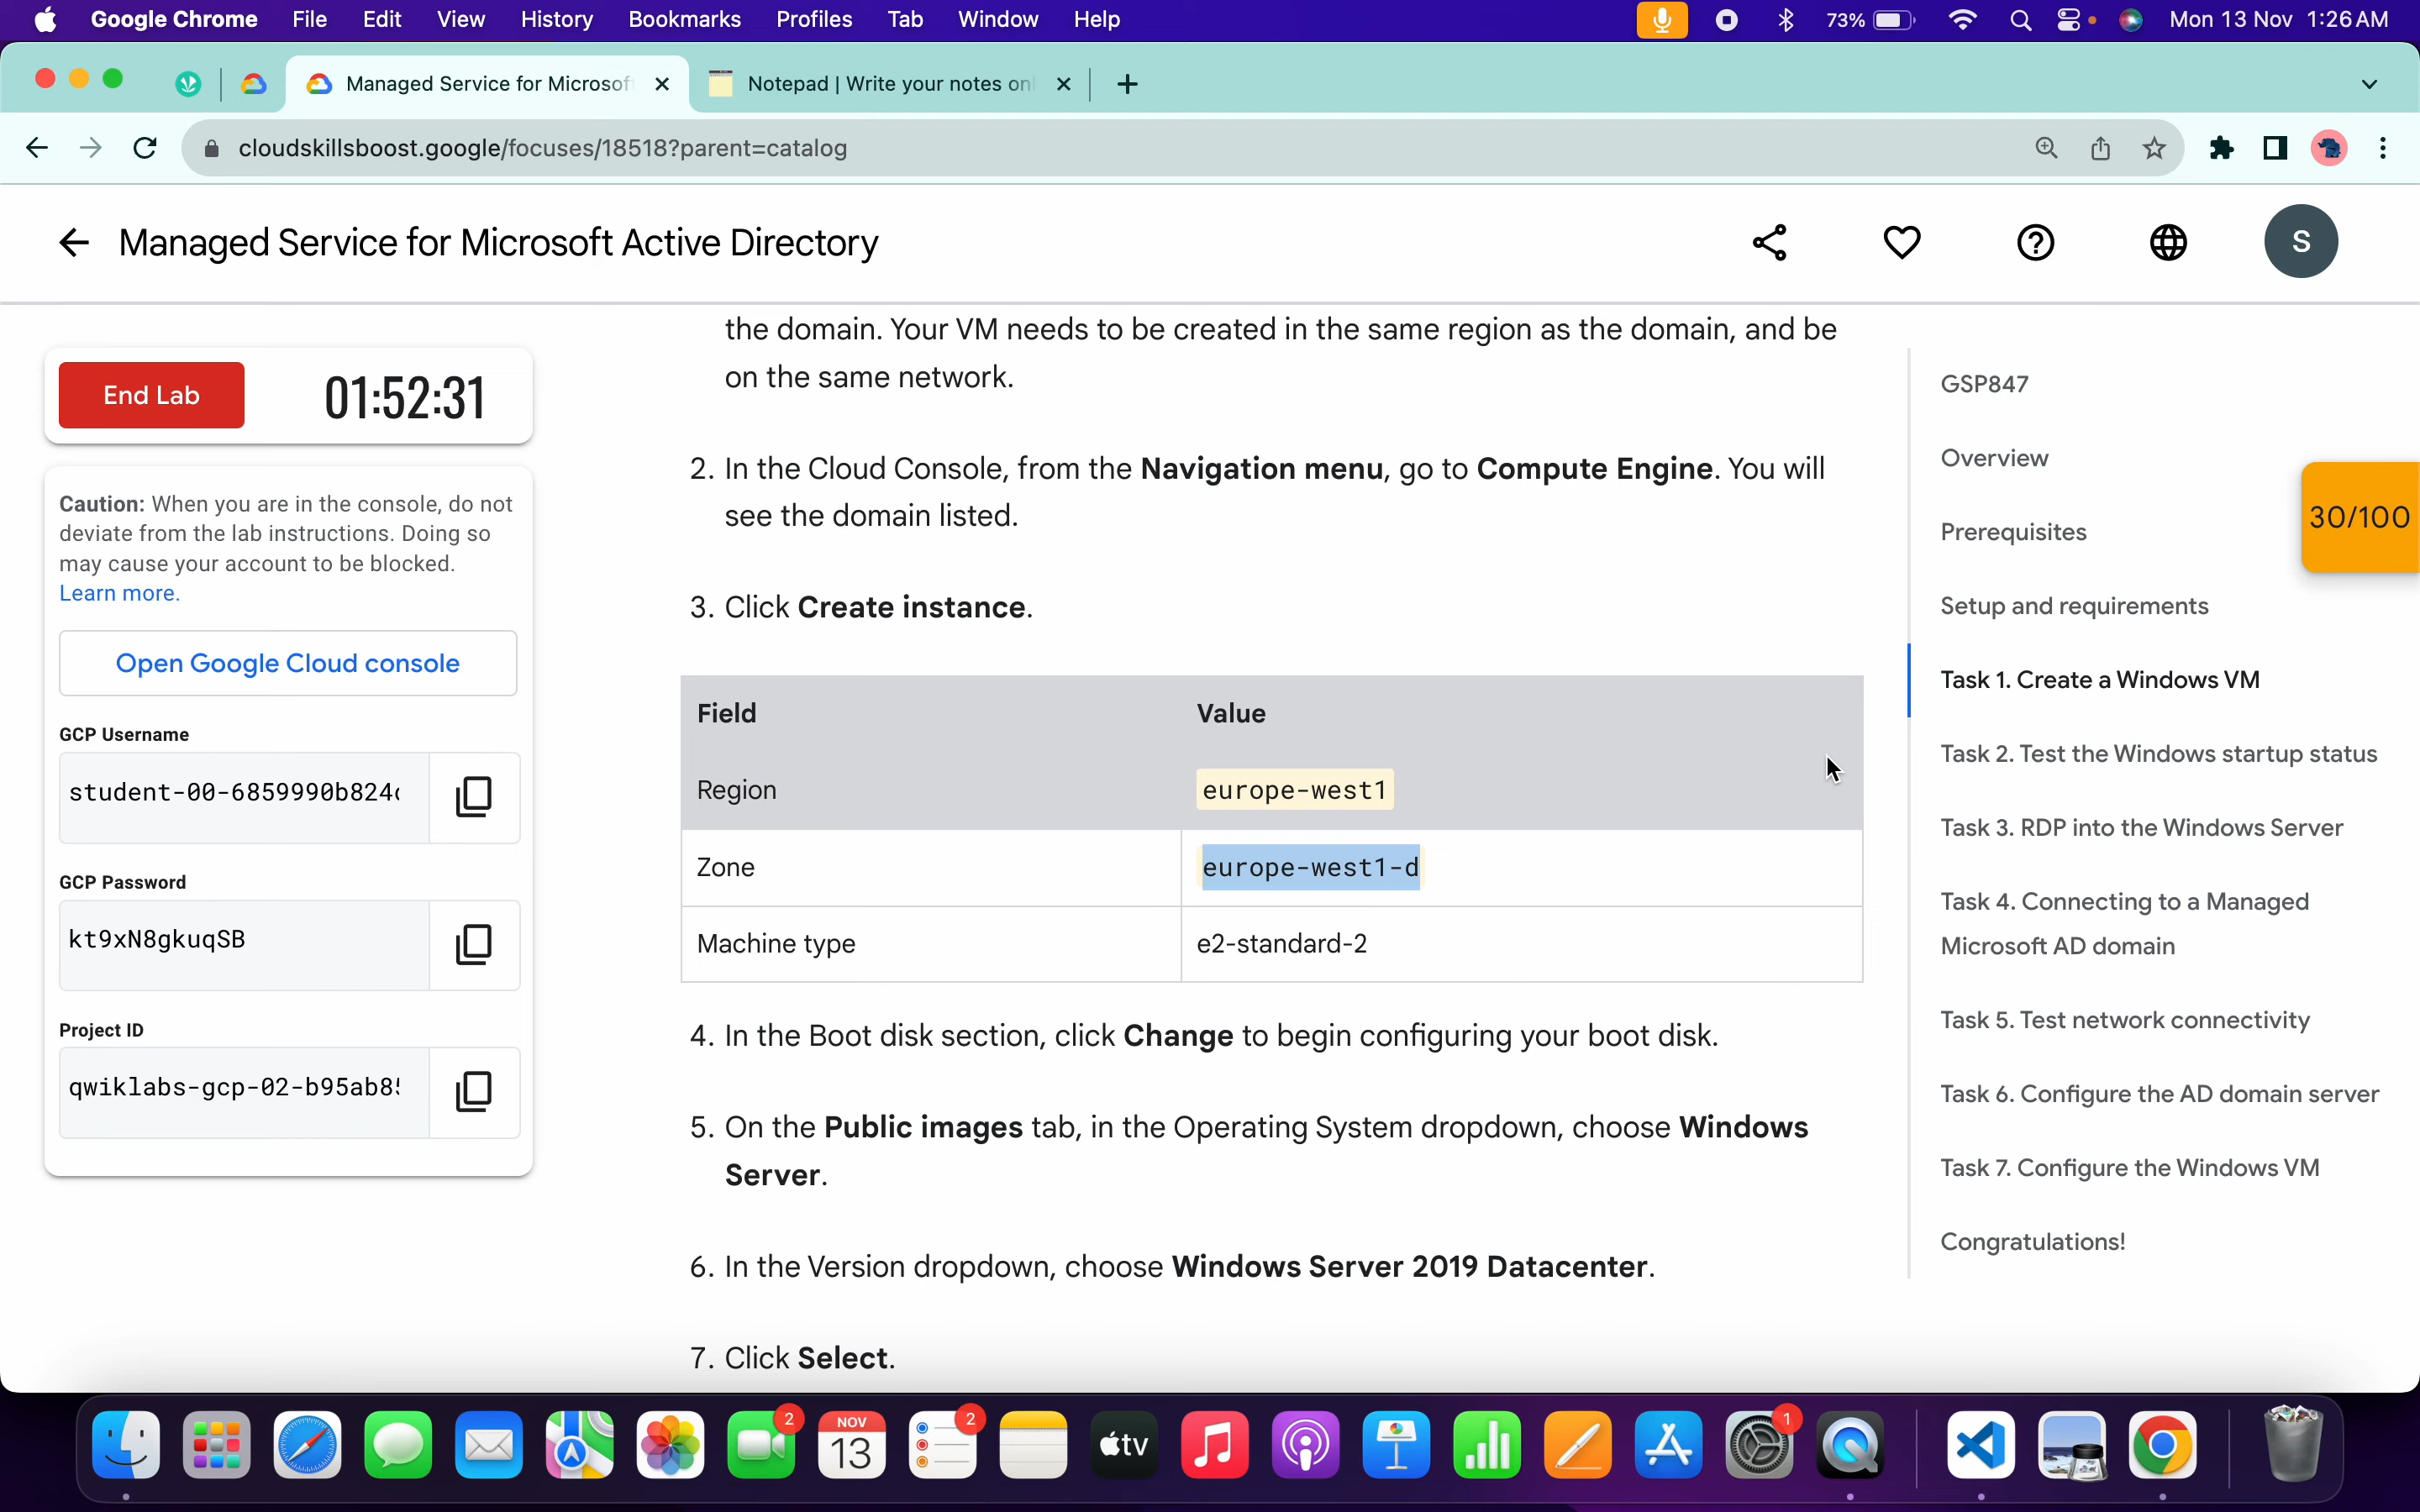 Google Chrome File Edit View History Bookmarks Profiles Tab Window Help 73% Mon 13 Nov 1:26 AM
Managed Service for Microsoft Notepad | Write your notes onl
cloudskillsboost.google/focuses/18518?parent=catalog
Managed Service for Microsoft Active Directory
S
End Lab 01:52:31
Caution: When you are in the console, do not
deviate from the lab instructions. Doing so
may cause your account to be blocked.
Learn more.
Open Google Cloud console
GCP Username
student-00-6859990b824
GCP Password
kt9xN8gkuqSB
Project ID
qwiklabs-gcp-02-b95ab8
the domain. Your VM needs to be created in the same region as the domain, and be
on the same network.
2. In the Cloud Console, from the Navigation menu, go to Compute Engine. You will
see the domain listed.
3. Click Create instance.
Field Value
Region europe-west1
Zone europe-west1-d
Machine type e2-standard-2
4. In the Boot disk section, click Change to begin configuring your boot disk.
5. On the Public images tab, in the Operating System dropdown, choose Windows
Server.
6. In the Version dropdown, choose Windows Server 2019 Datacenter.
7. Click Select.
GSP847
Overview
Prerequisites
Setup and requirements
Task 1. Create a Windows VM
Task 2. Test the Windows startup status
Task 3. RDP into the Windows Server
Task 4. Connecting to a Managed
Microsoft AD domain
Task 5. Test network connectivity
Task 6. Configure the AD domain server
Task 7. Configure the Windows VM
Congratulations!
30/100
2 NOV 13 2 tv 1